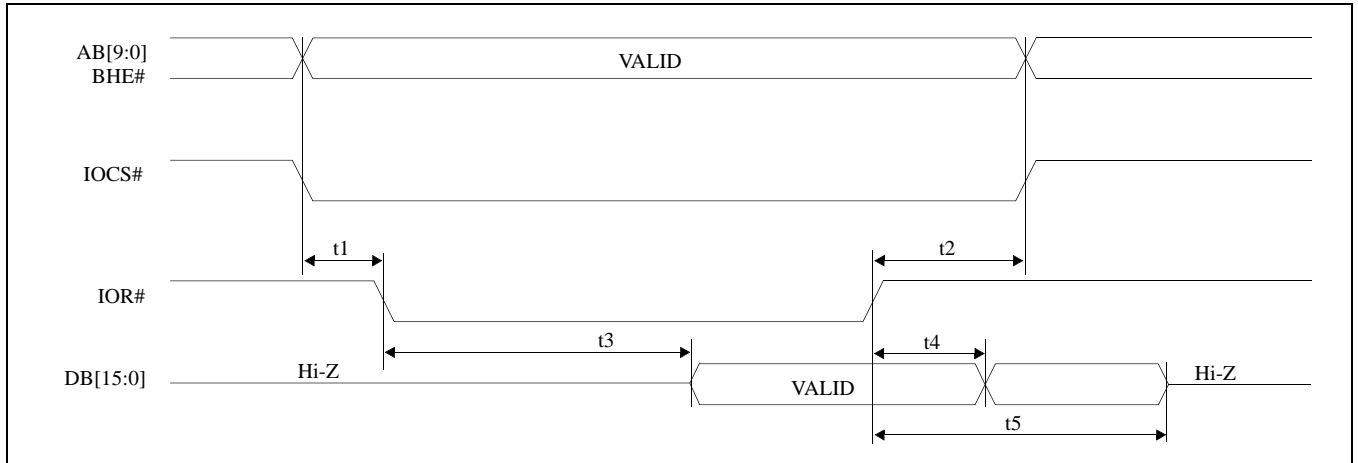 AB[9:0]
BHE#
VALID
IOCS#
t1
t2
IOR#
t3
t4
DB[15:0]
Hi-Z
VALID
Hi-Z
t5